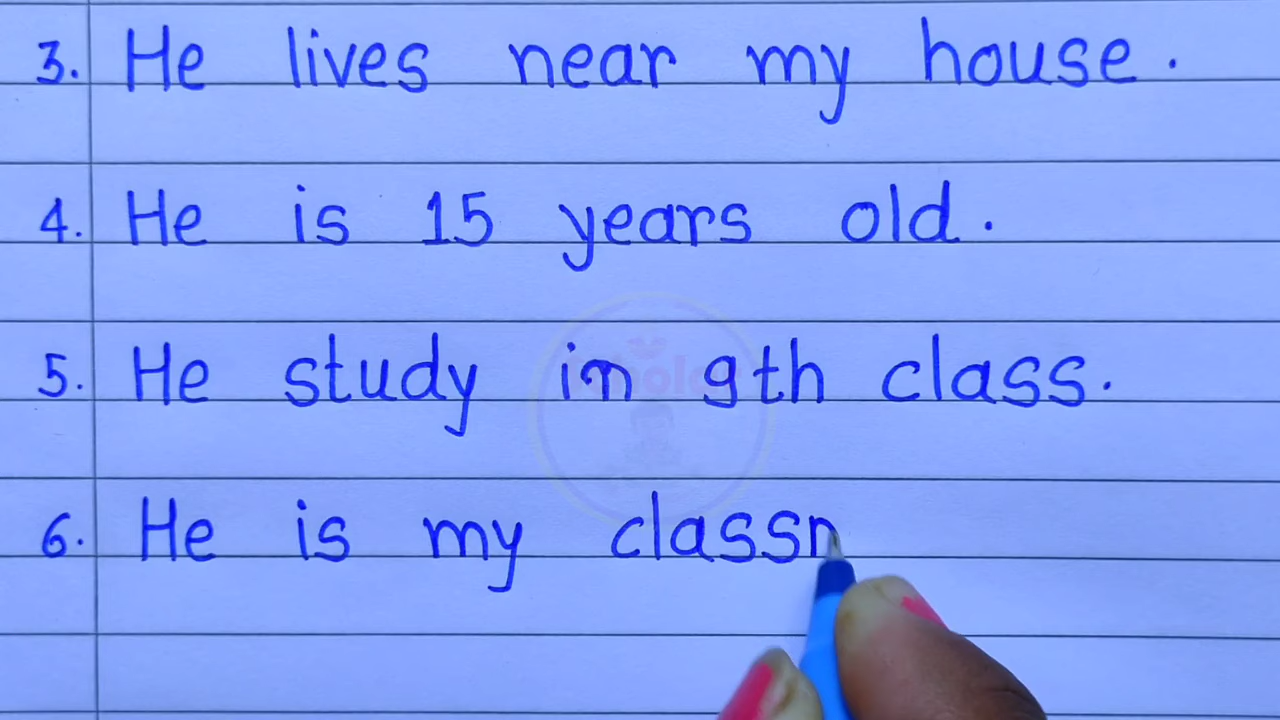 3. He lives near my house.
4. He is 15 years old.
5. He study in 9th class.
6. He is my classn